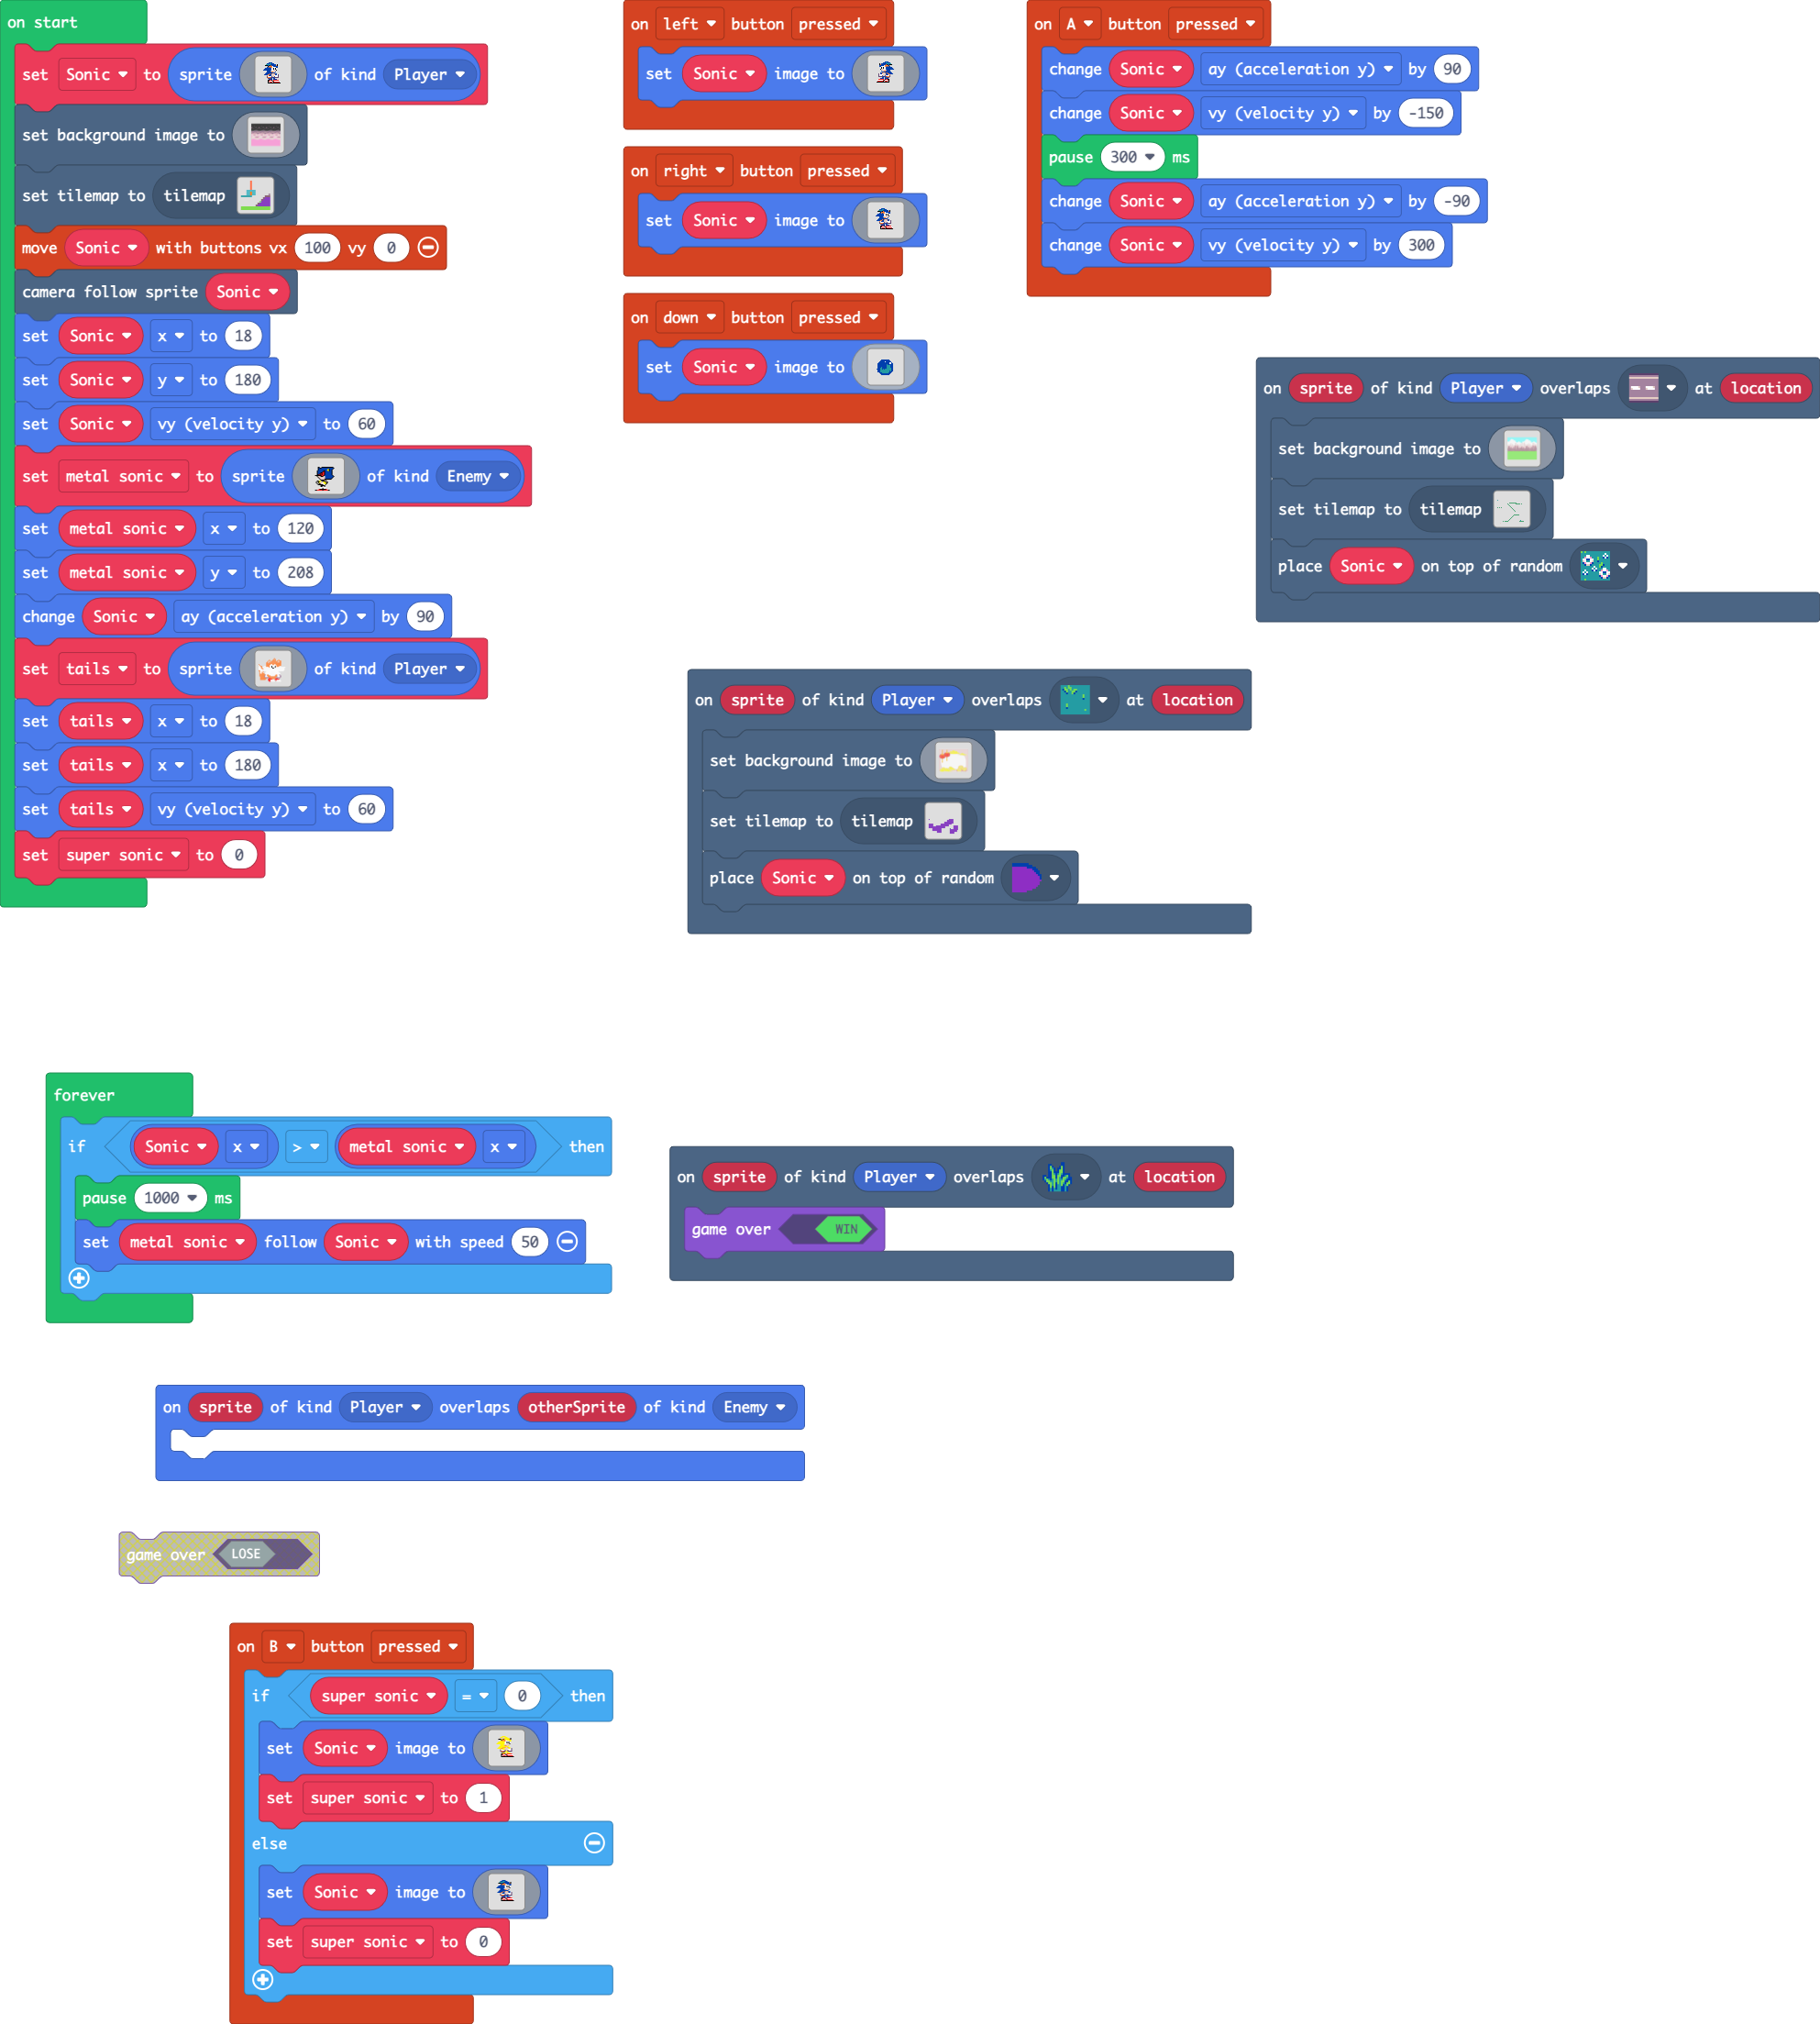 on start
set Sonic to sprite of kind Player
set background image to
set tilemap to tilemap
move Sonic with buttons vx 100 vy 0
camera follow sprite Sonic
set Sonic x to 18
set Sonic y to 180
set Sonic vy (velocity y) to 60
set metal sonic to sprite of kind Enemy
set metal sonic x to 120
set metal sonic y to 208
change Sonic ay (acceleration y) by 90
set tails to sprite of kind Player
set tails x to 18
set tails x to 180
set tails vy (velocity y) to 60
set super sonic to 0
on left button pressed
set Sonic image to
on right button pressed
set Sonic image to
on down button pressed
set Sonic image to
on A button pressed
change Sonic ay (acceleration y) by 90
change Sonic vy (velocity y) by -150
pause 300 ms
change Sonic ay (acceleration y) by -90
change Sonic vy (velocity y) by 300
on sprite of kind Player overlaps at location
set background image to
set tilemap to tilemap
place Sonic on top of random
on sprite of kind Player overlaps at location
set background image to
set tilemap to tilemap
place Sonic on top of random
forever
if Sonic x > metal sonic x then
pause 1000 ms
set metal sonic follow Sonic with speed 50
on sprite of kind Player overlaps at location
game over WIN
on sprite of kind Player overlaps otherSprite of kind Enemy
game over LOSE
on B button pressed
if super sonic = 0 then
set Sonic image to
set super sonic to 1
else
set Sonic image to
set super sonic to 0